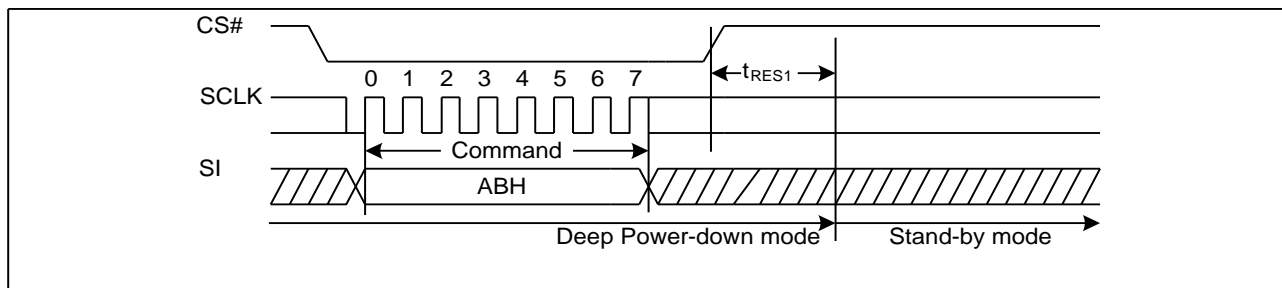 CS#
tRES1
0 1 2 3 4 5 6 7
SCLK
Command
SI
ABH
Deep Power-down mode Stand-by mode